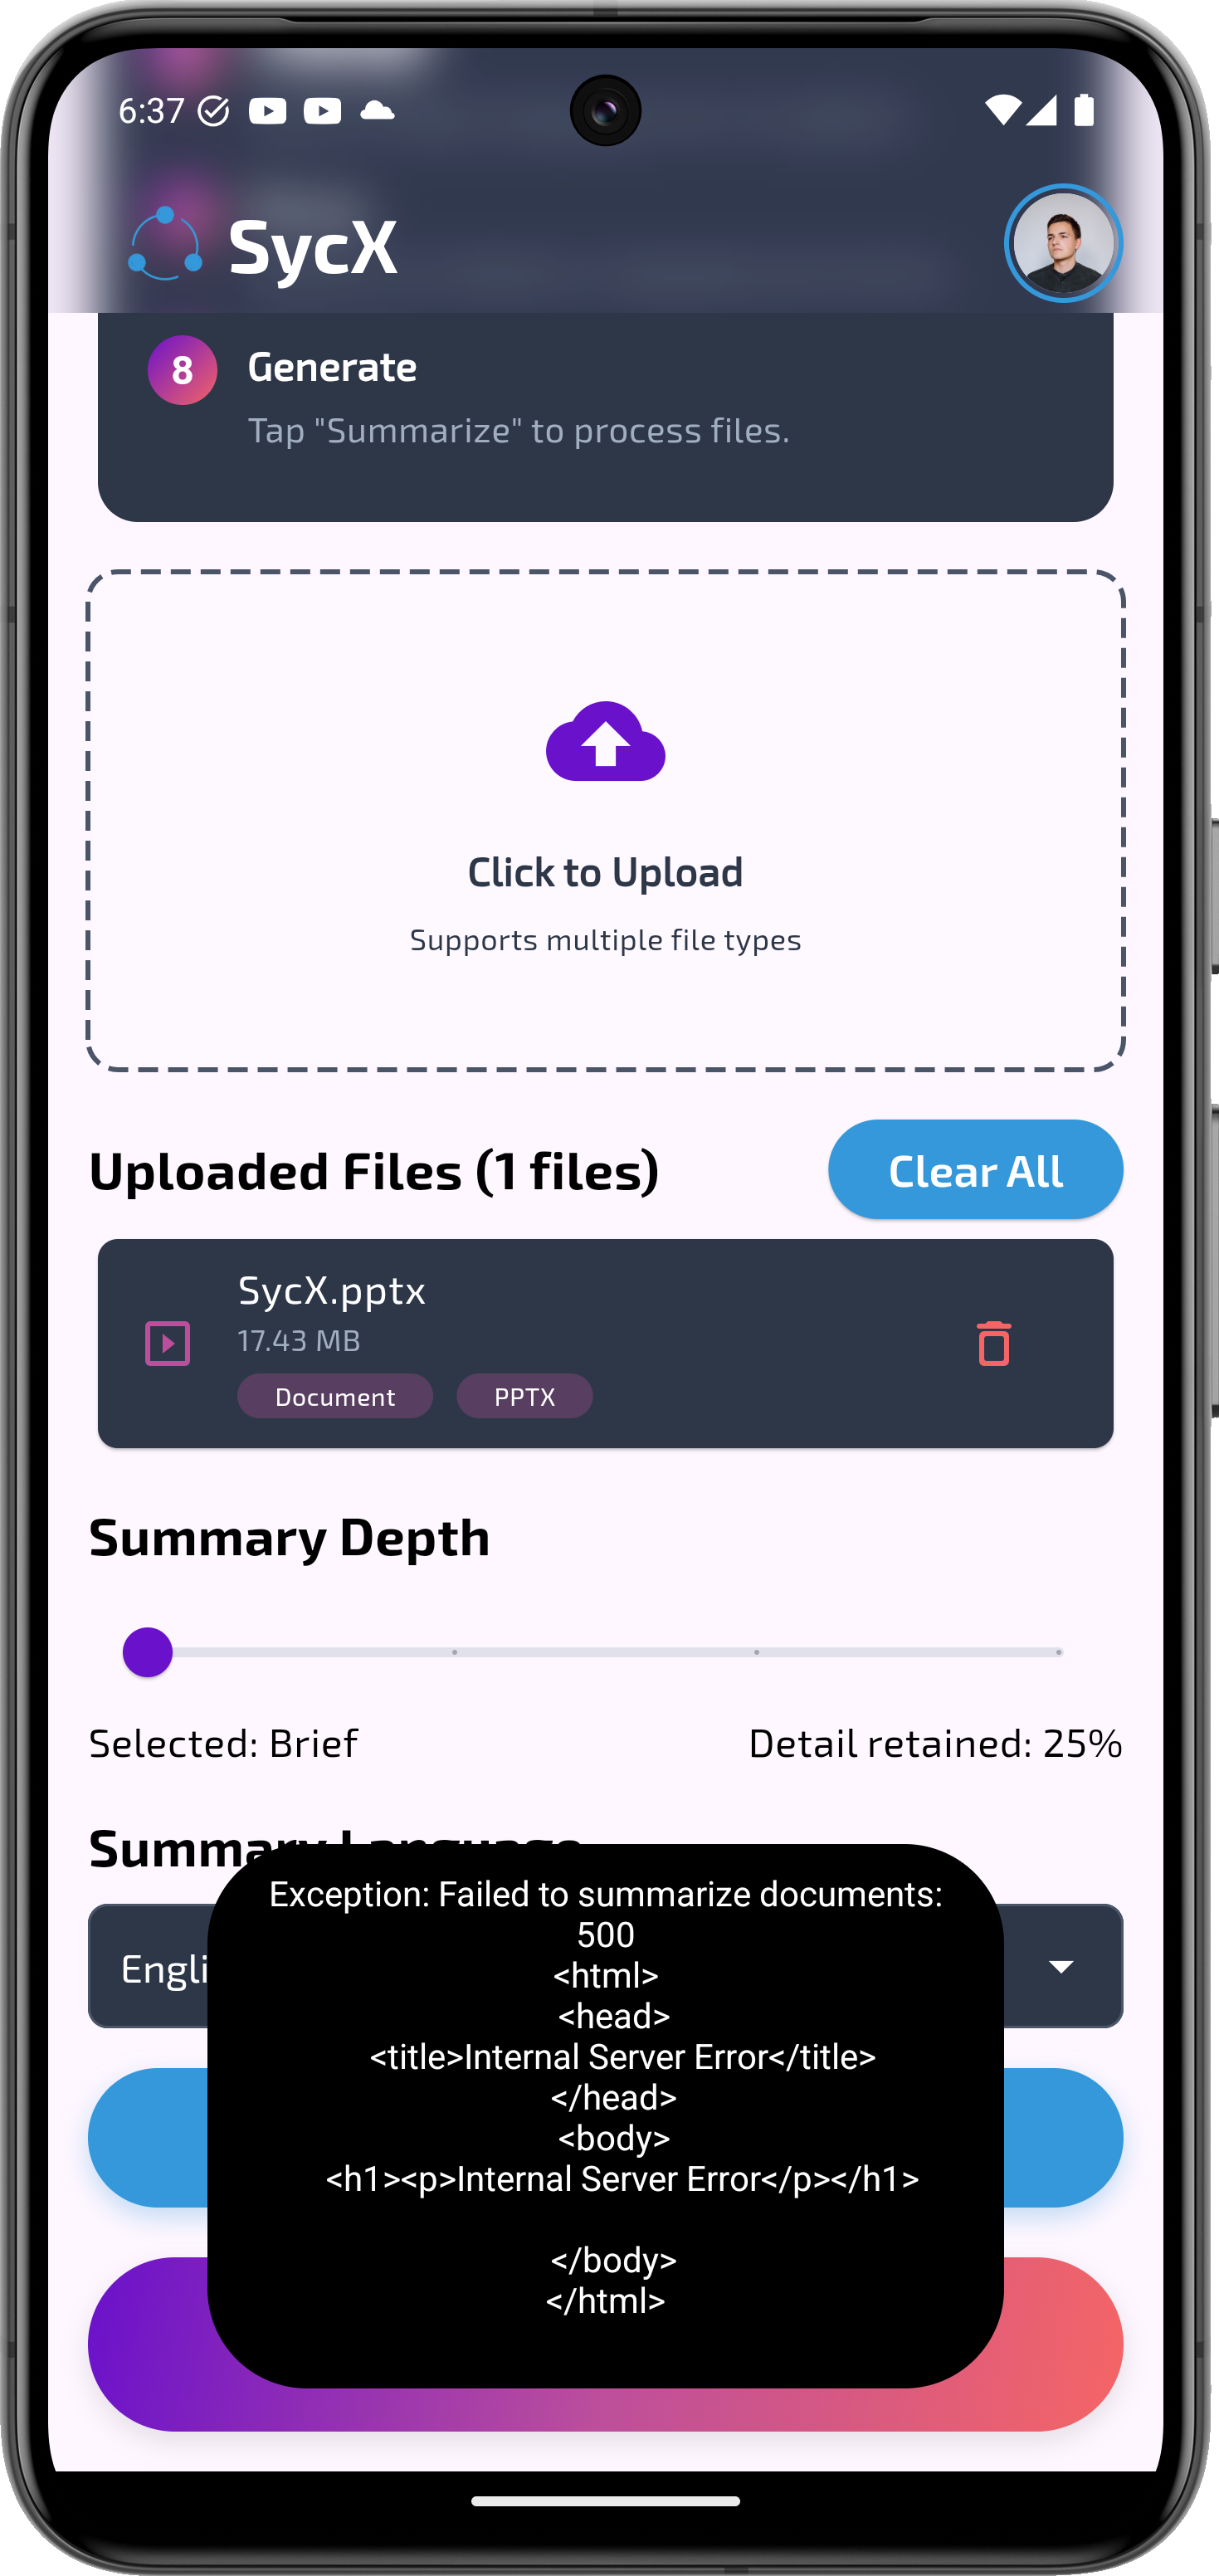 6:37
SycX
8 Generate
Tap "Summarize" to process files.
Click to Upload
Supports multiple file types
Uploaded Files (1 files)
Clear All
SycX.pptx
17.43 MB
Document PPTX
Summary Depth
Selected: Brief
Detail retained: 25%
Summary Language
Engli
Exception: Failed to summarize documents:
500
<html>
<head>
<title>Internal Server Error</title>
</head>
<body>
<h1><p>Internal Server Error</p></h1>
</body>
</html>